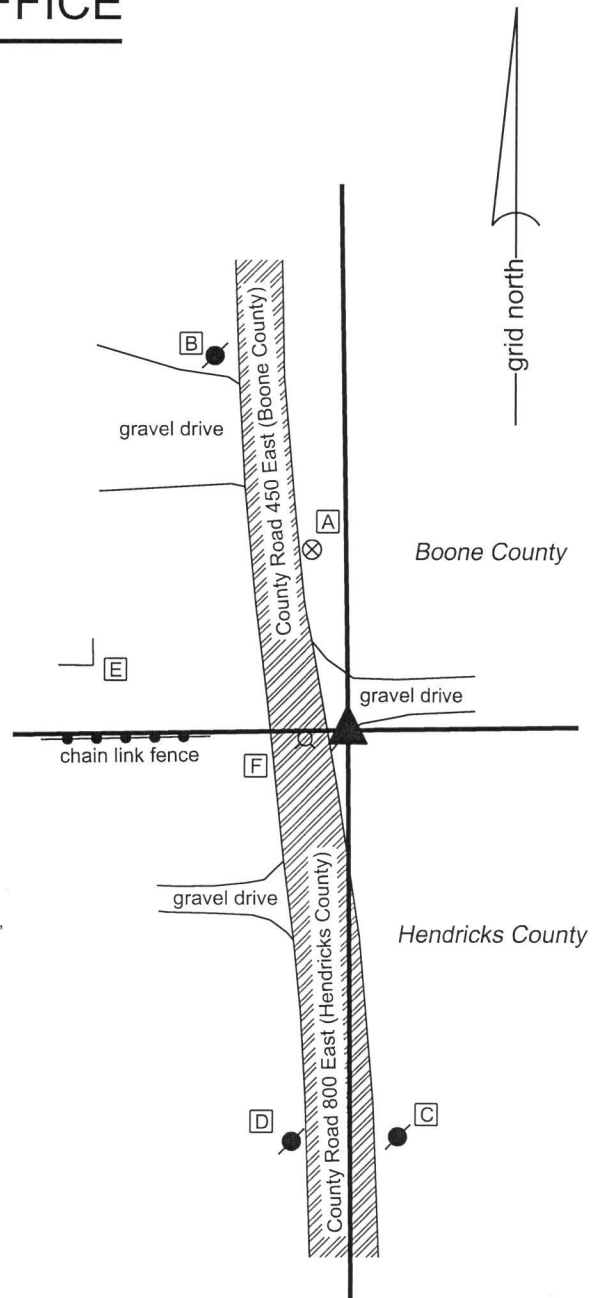 grid north
B
gravel drive
County Road 450 East (Boone County)
A
Boone County
E
gravel drive
chain link fence
F
gravel drive
Hendricks County
County Road 800 East (Hendricks County)
D
C